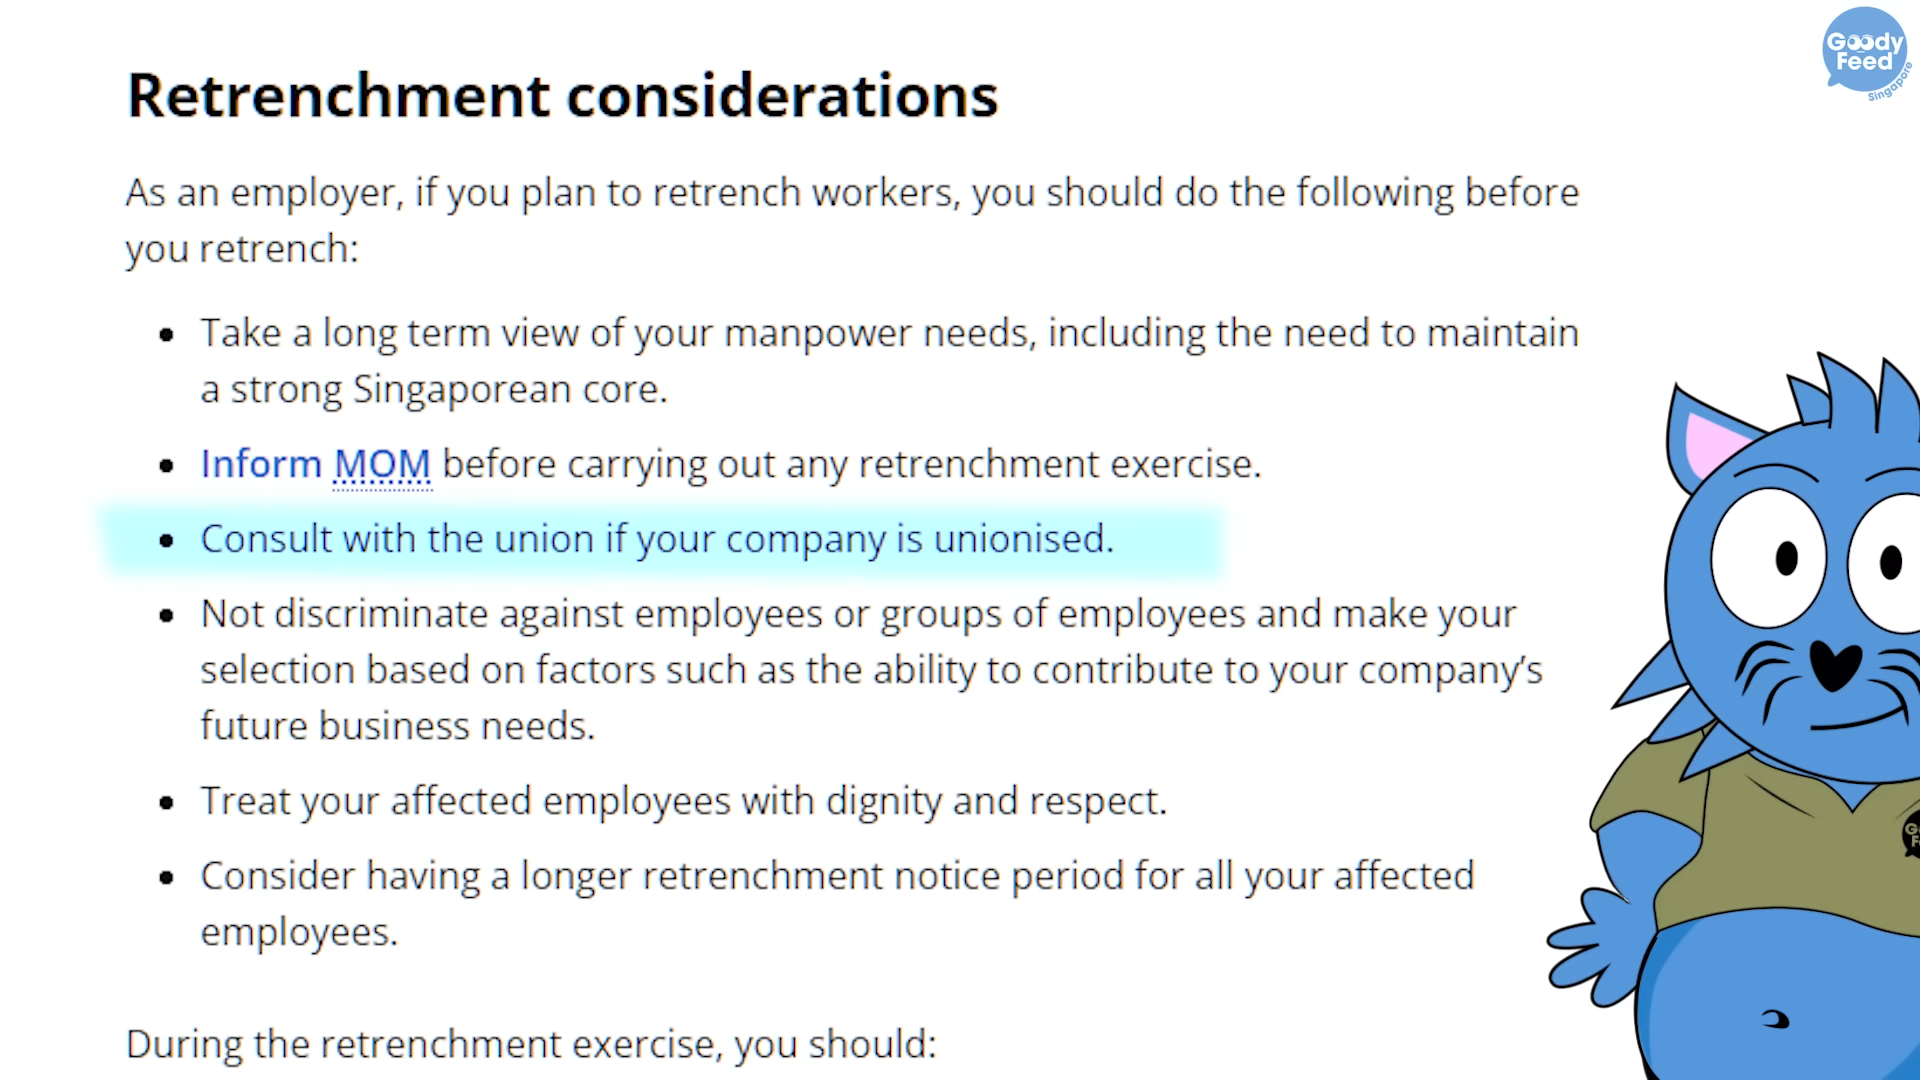 Goody
Feed
Singapore
Retrenchment considerations
As an employer, if you plan to retrench workers, you should do the following before
you retrench:
• Take a long term view of your manpower needs, including the need to maintain
a strong Singaporean core.
• Inform MOM before carrying out any retrenchment exercise.
• Consult with the union if your company is unionised.
• Not discriminate against employees or groups of employees and make your
selection based on factors such as the ability to contribute to your company’s
future business needs.
• Treat your affected employees with dignity and respect.
• Consider having a longer retrenchment notice period for all your affected
employees.
During the retrenchment exercise, you should: